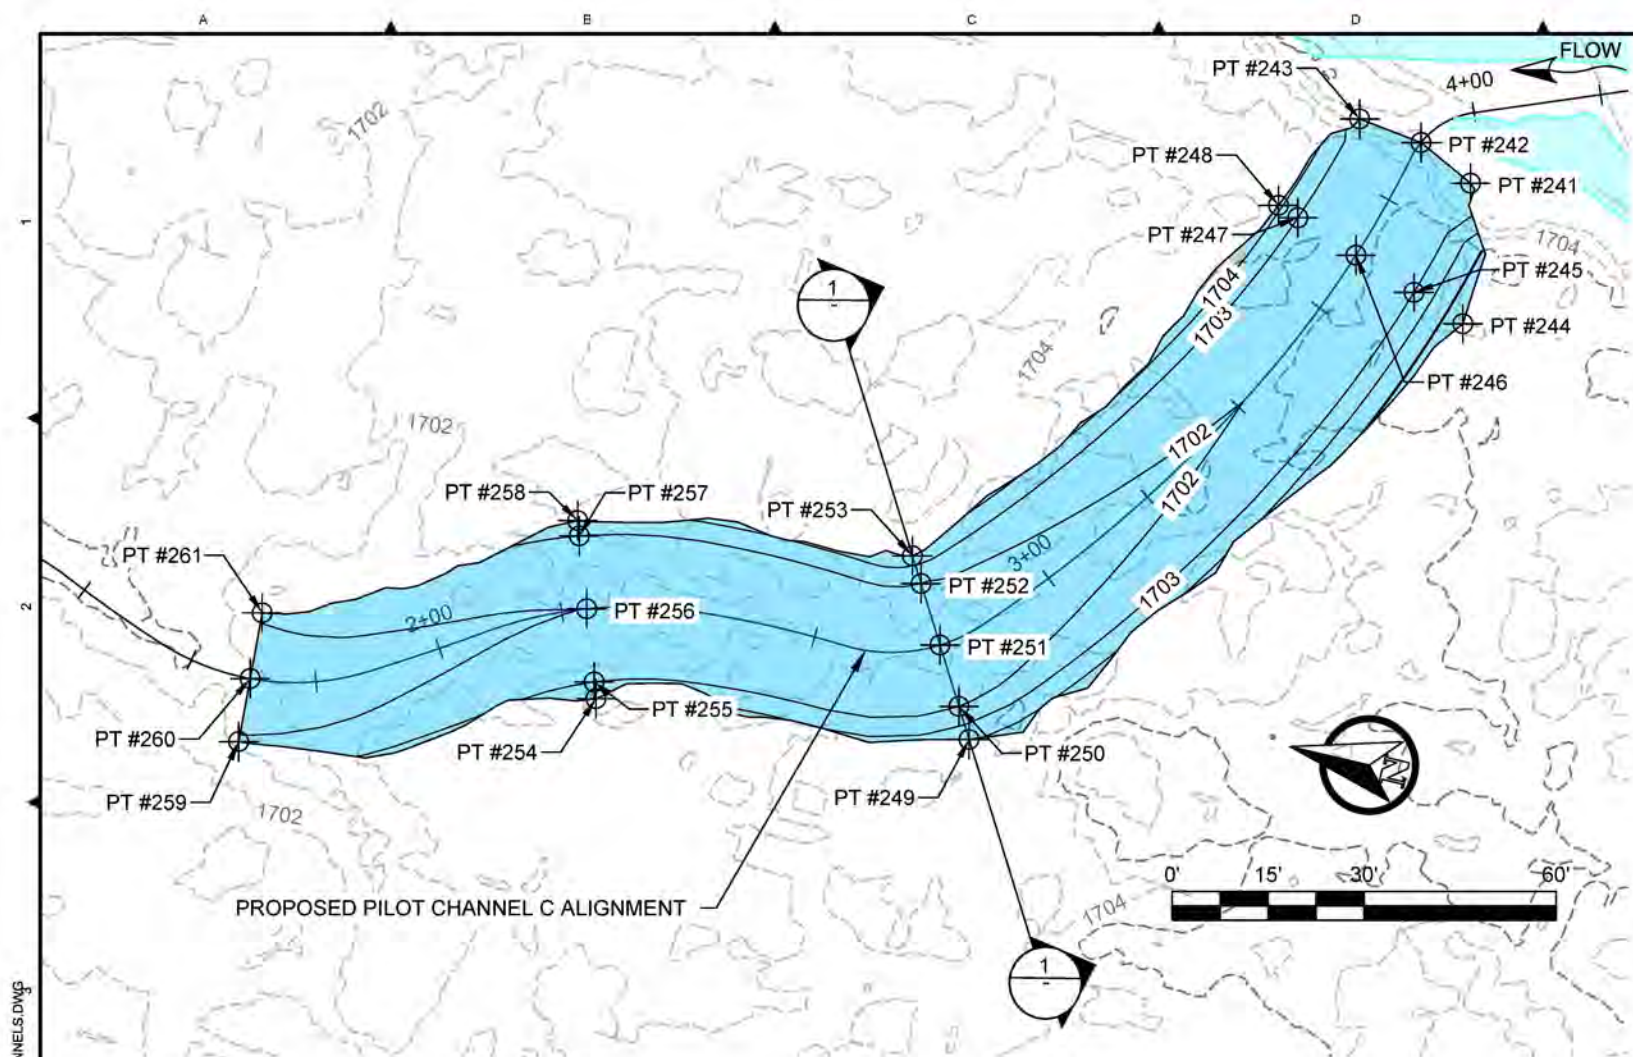 A B C D
FLOW
4+00
PT #243
PT #242
PT #248
PT #241
1
1702
PT #247
1704
1704
PT #245
1
-
1703
PT #244
1704
PT #246
1702
1702
1702
PT #258
PT #257
PT #253
3+00
PT #261
PT #252
1703
2
2+00
PT #256
PT #251
PT #255
PT #260
PT #254
PT #250
N
PT #259
PT #249
1702
0' 15' 30' 60'
PROPOSED PILOT CHANNEL C ALIGNMENT
1704
1
-
3
NNELS.DWG